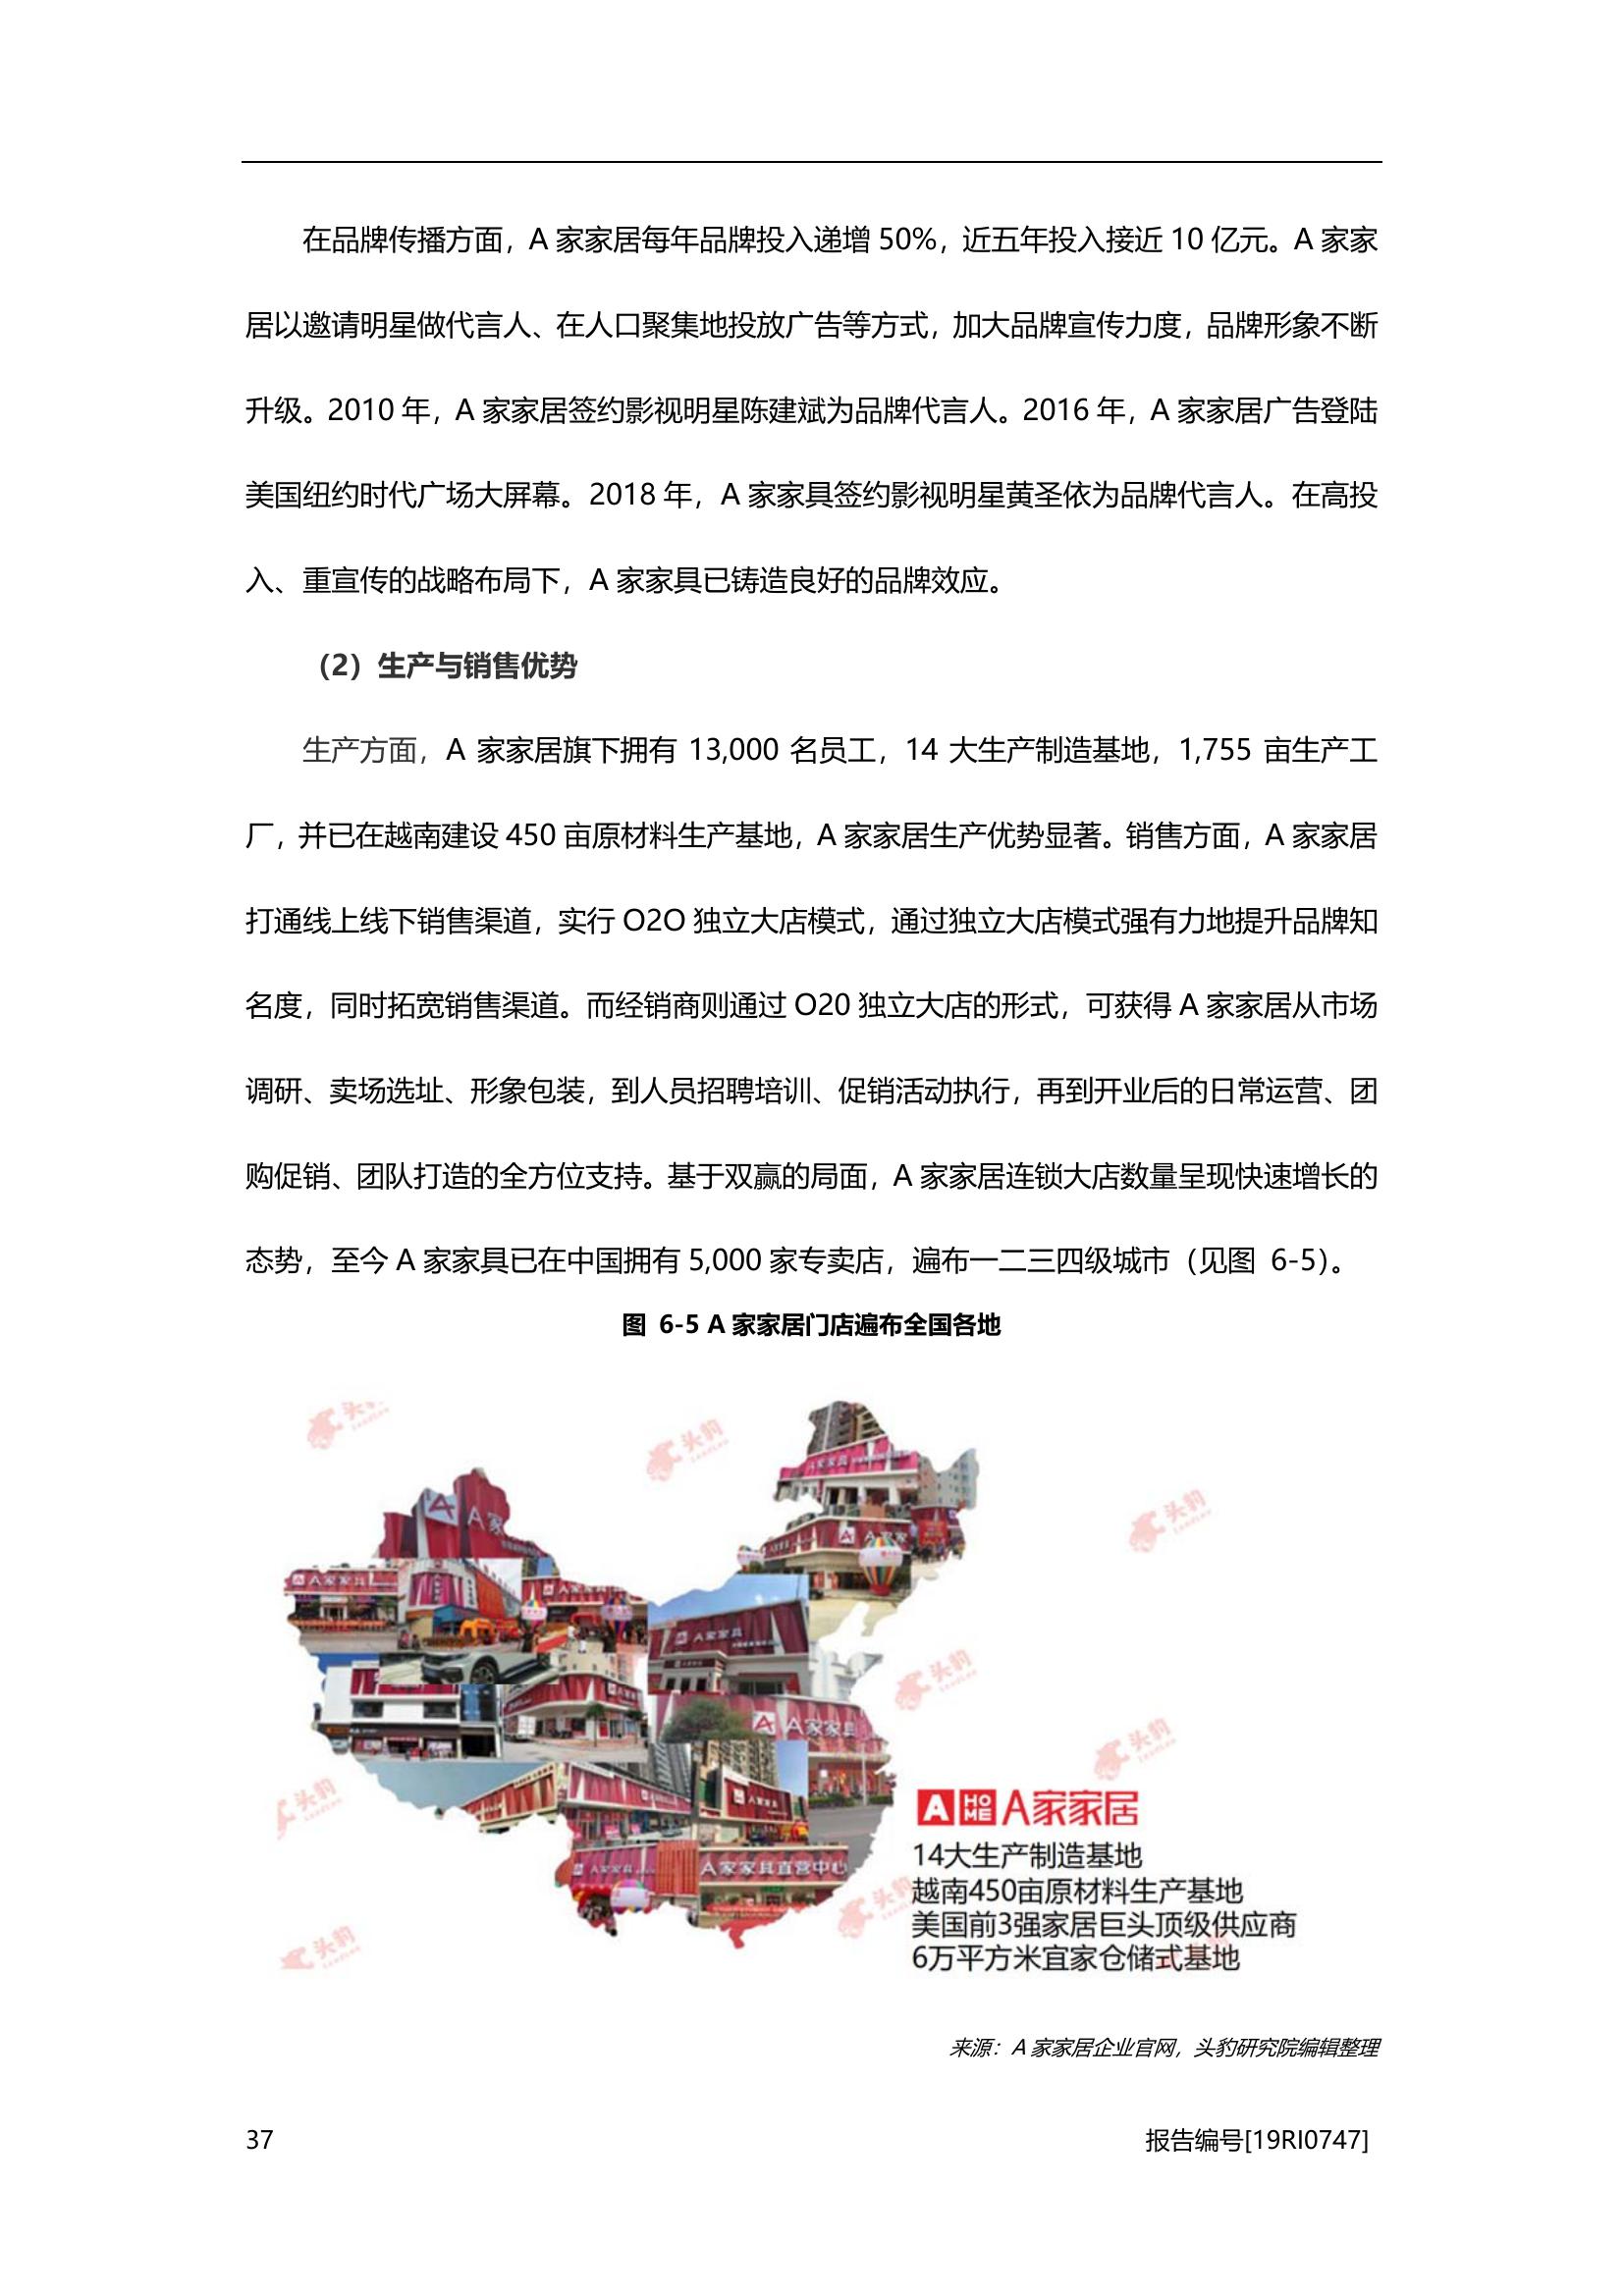 在品牌传播方面，A 家家居每年品牌投入递增 50%，近五年投入接近 10 亿元。A 家家
居以邀请明星做代言人、在人口聚集地投放广告等方式，加大品牌宣传力度，品牌形象不断
升级。2010 年，A 家家居签约影视明星陈建斌为品牌代言人。2016 年，A 家家居广告登陆
美国纽约时代广场大屏幕。2018 年，A 家家具签约影视明星黄圣依为品牌代言人。在高投
入、重宣传的战略布局下，A 家家具已铸造良好的品牌效应。
（2）生产与销售优势
生产方面，A 家家居旗下拥有 13,000 名员工，14 大生产制造基地，1,755 亩生产工
厂，并已在越南建设 450 亩原材料生产基地，A 家家居生产优势显著。销售方面，A 家家居
打通线上线下销售渠道，实行 O2O 独立大店模式，通过独立大店模式强有力地提升品牌知
名度，同时拓宽销售渠道。而经销商则通过 O20 独立大店的形式，可获得 A 家家居从市场
调研、卖场选址、形象包装，到人员招聘培训、促销活动执行，再到开业后的日常运营、团
购促销、团队打造的全方位支持。基于双赢的局面，A 家家居连锁大店数量呈现快速增长的
态势，至今 A 家家具已在中国拥有 5,000 家专卖店，遍布一二三四级城市（见图 6-5）。
图 6-5 A 家家居门店遍布全国各地
头豹
头豹
头豹
A家家具
A家
A家家具
A家家具
头豹
A家家具
头豹
头豹
A家家具
A家家具直营中心
A HOME A家家居
14大生产制造基地
越南450亩原材料生产基地
美国前3强家居巨头顶级供应商
6万平方米宜家仓储式基地
头豹
头豹
来源：A 家家居企业官网，头豹研究院编辑整理
37
报告编号[19RI0747]